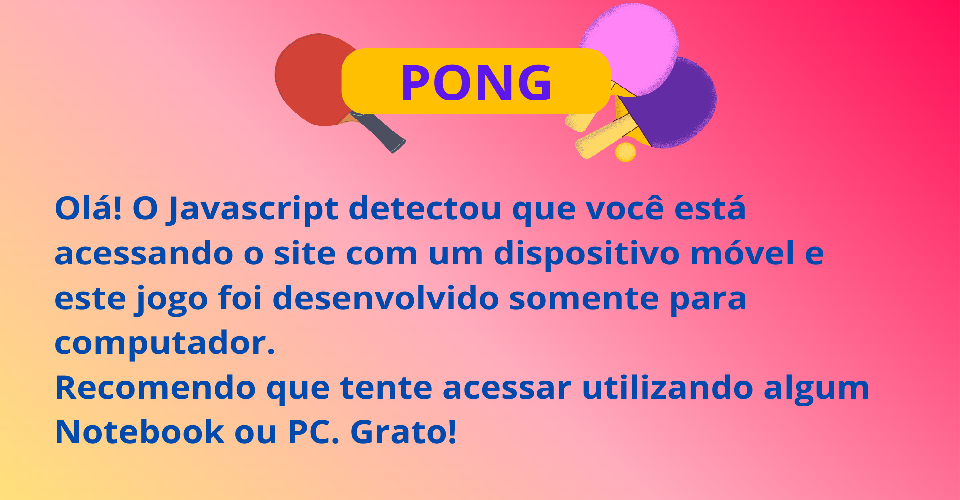 PONG
Olá! O Javascript detectou que você está
acessando o site com um dispositivo móvel e
este jogo foi desenvolvido somente para
computador.
Recomendo que tente acessar utilizando algum
Notebook ou PC. Grato!